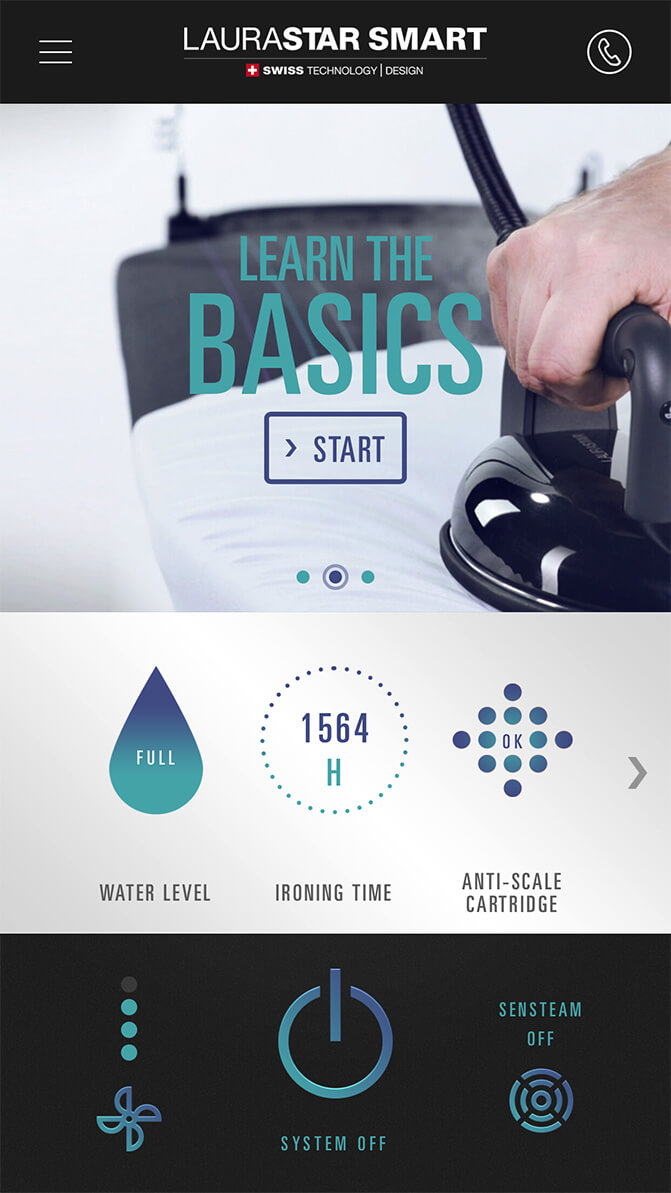 LAURASTAR SMART
SWISS TECHNOLOGY | DESIGN
LEARN THE
BASICS
› START
LAURASTAR
FULL
1564
H
OK
›
WATER LEVEL
IRONING TIME
ANTI-SCALE
CARTRIDGE
SENSTEAM
OFF
SYSTEM OFF